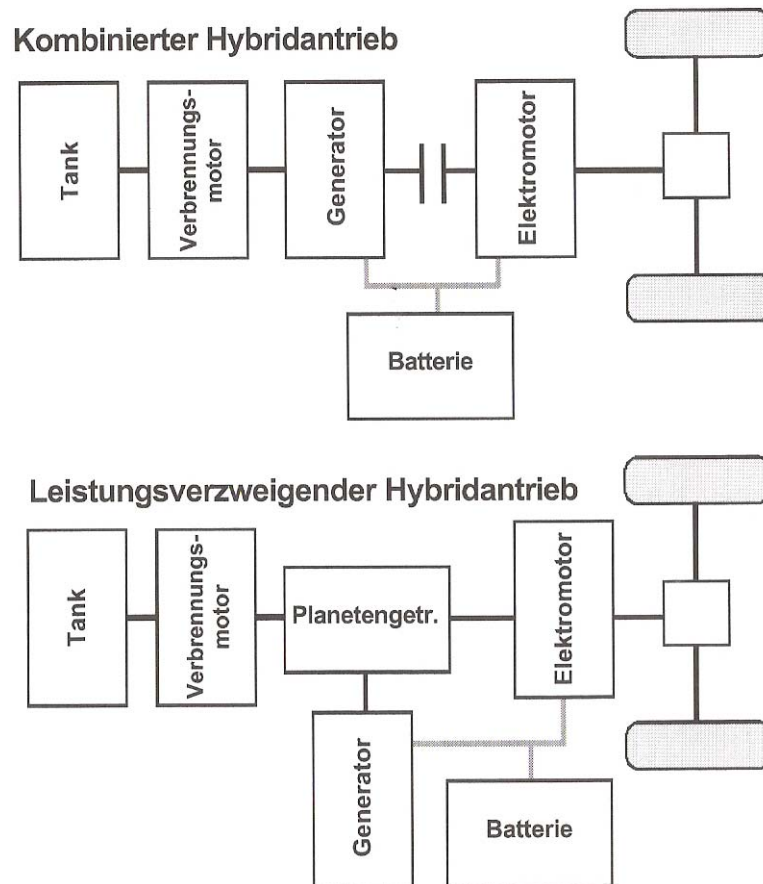 Kombinierter Hybridantrieb
Tank
Verbrennungs-
motor
Generator
Elektromotor
Batterie
Leistungsverzweigender Hybridantrieb
Tank
Verbrennungs-
motor
Planetengetr.
Elektromotor
Generator
Batterie